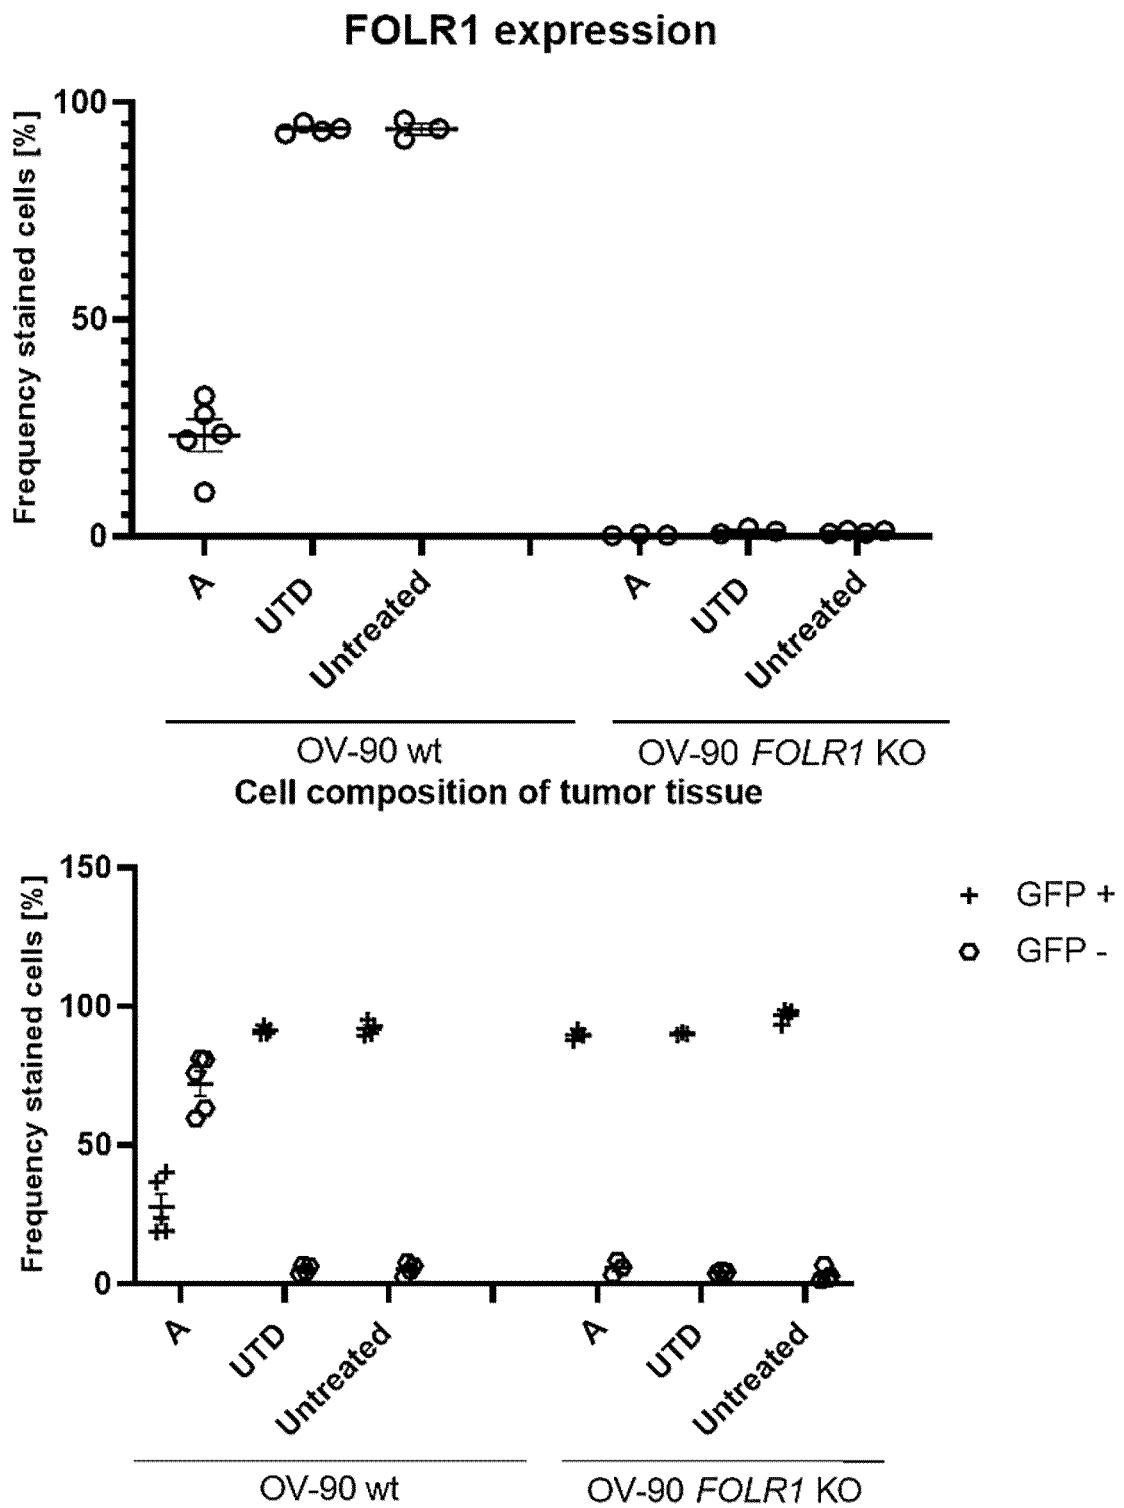 FOLR1 expression
Frequency stained cells [%]
100
50
0
A
UTD
Untreated
A
UTD
Untreated
OV-90 wt
OV-90 FOLR1 KO
Cell composition of tumor tissue
Frequency stained cells [%]
150
100
50
0
GFP +
GFP -
A
UTD
Untreated
A
UTD
Untreated
OV-90 wt
OV-90 FOLR1 KO